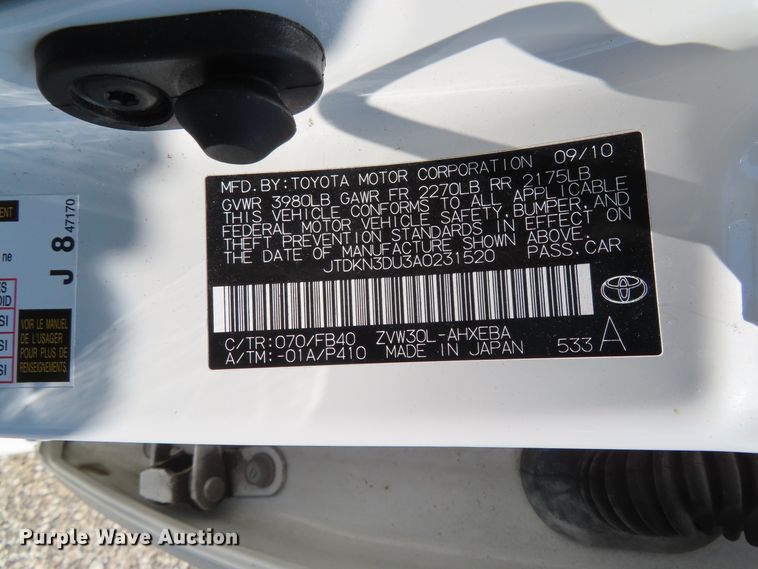 MFD. BY: TOYOTA MOTOR CORPORATION 09/10
GVWR 3980LB GAWR FR 2270LB RR 2175LB
THIS VEHICLE CONFORMS TO ALL APPLICABLE
FEDERAL MOTOR VEHICLE SAFETY, BUMPER, AND
THEFT PREVENTION STANDARDS IN EFFECT ON
THE DATE OF MANUFACTURE SHOWN ABOVE.
JTDKN3DU3A0231520 PASS.CAR
C/TR: 070/FB40 ZVW30L-AHXEBA
A/TM: -01A/P410 MADE IN JAPAN 533 A
J 8 47170
VOIR LE MANUEL
DE L'USAGER
POUR PLUS DE
RENSEIGNEMENTS.
Purple Wave Auction